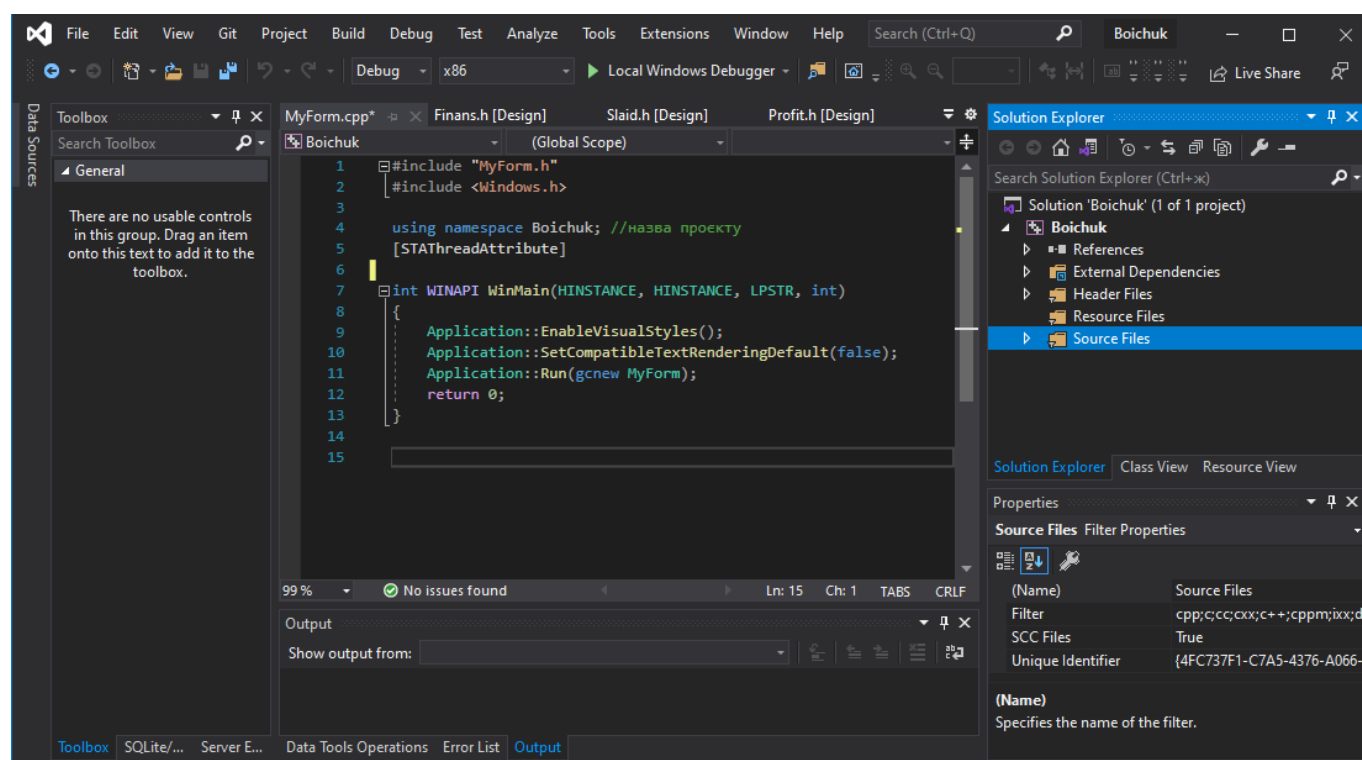 File Edit View Git Project Build Debug Test Analyze Tools Extensions Window Help Search (Ctrl+Q) Boichuk
Debug x86 Local Windows Debugger Live Share
Data Sources
Toolbox
Search Toolbox
General
There are no usable controls
in this group. Drag an item
onto this text to add it to the
toolbox.
Toolbox SQLite/... Server E...
MyForm.cpp* Finans.h [Design] Slaid.h [Design] Profit.h [Design]
Boichuk (Global Scope)
1 #include "MyForm.h"
2 #include <Windows.h>
3
4 using namespace Boichuk; //назва проєкту
5 [STAThreadAttribute]
6
7 int WINAPI WinMain(HINSTANCE, HINSTANCE, LPSTR, int)
8 {
9 Application::EnableVisualStyles();
10 Application::SetCompatibleTextRenderingDefault(false);
11 Application::Run(gcnew MyForm);
12 return 0;
13 }
14
15
99 % No issues found Ln: 15 Ch: 1 TABS CRLF
Output
Show output from:
Data Tools Operations Error List Output
Solution Explorer
Search Solution Explorer (Ctrl+ж)
Solution 'Boichuk' (1 of 1 project)
Boichuk
References
External Dependencies
Header Files
Resource Files
Source Files
Solution Explorer Class View Resource View
Properties
Source Files Filter Properties
(Name) Source Files
Filter cpp;c;cc;cxx;c++;cppm;ixx;d
SCC Files True
Unique Identifier {4FC737F1-C7A5-4376-A066-
(Name)
Specifies the name of the filter.